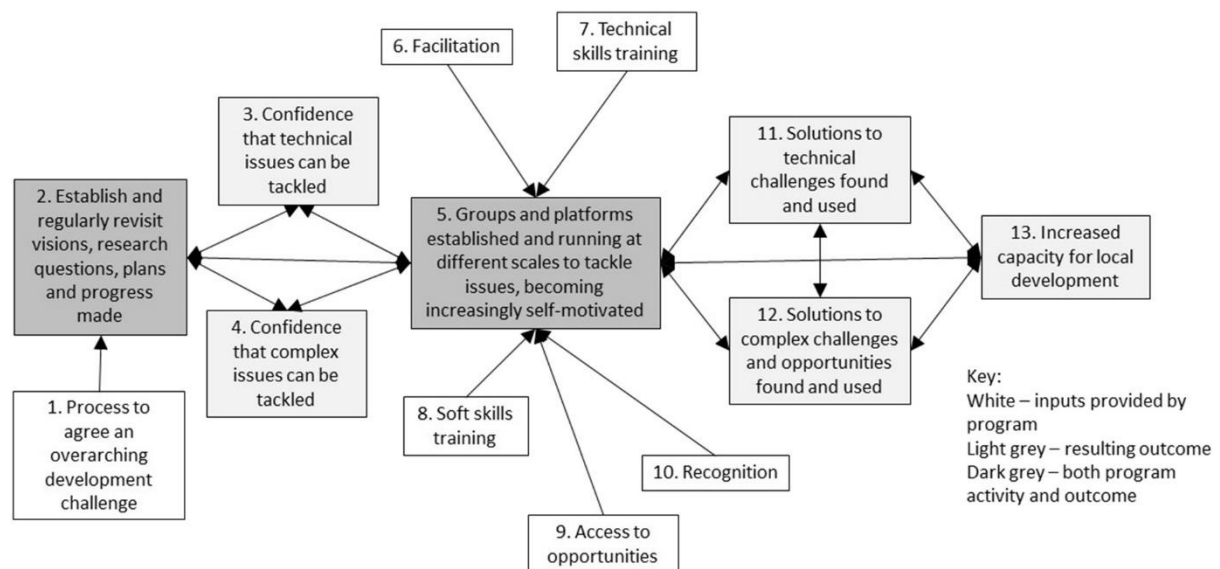 6. Facilitation
7. Technical
skills training
3. Confidence
that technical
issues can be
tackled
11. Solutions to
technical
challenges found
and used
2. Establish and
regularly revisit
visions, research
questions, plans
and progress
made
5. Groups and platforms
established and running at
different scales to tackle
issues, becoming
increasingly self-motivated
13. Increased
capacity for local
development
4. Confidence
that complex
issues can be
tackled
12. Solutions to
complex challenges
and opportunities
found and used
1. Process to
agree an
overarching
development
challenge
8. Soft skills
training
10. Recognition
9. Access to
opportunities
Key:
White – inputs provided by
program
Light grey – resulting outcome
Dark grey – both program
activity and outcome